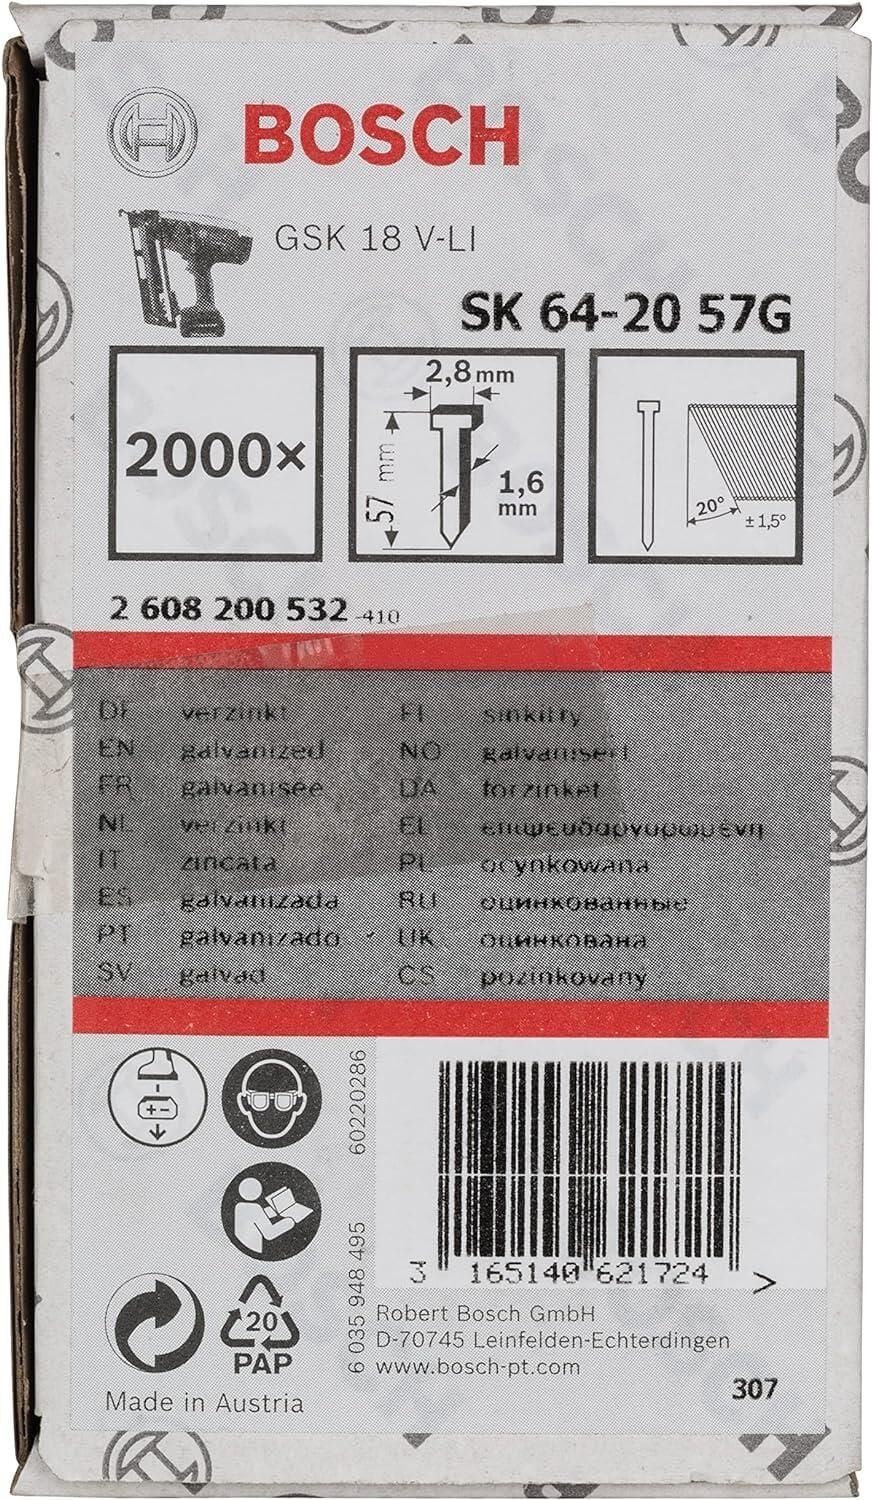 BOSCH
GSK 18 V-LI
SK 64-20 57G
2000×
2,8 mm
57 mm
1,6 mm
20°
± 1,5°
2 608 200 532 -410
DE verzinkt
EN galvanized
FR galvanisée
NL verzinkt
IT zincata
ES galvanizada
PT galvanizado
SV galvad
FI sinkitty
NO galvanisert
DA forzinket
EL επιψευδαργυρωμένη
PL ocynkowana
RU оцинкованные
UK оцинкована
CS pozinkovaný
60220286
6 035 948 495
3 165140 621724 >
20
PAP
Made in Austria
Robert Bosch GmbH
D-70745 Leinfelden-Echterdingen
www.bosch-pt.com
307